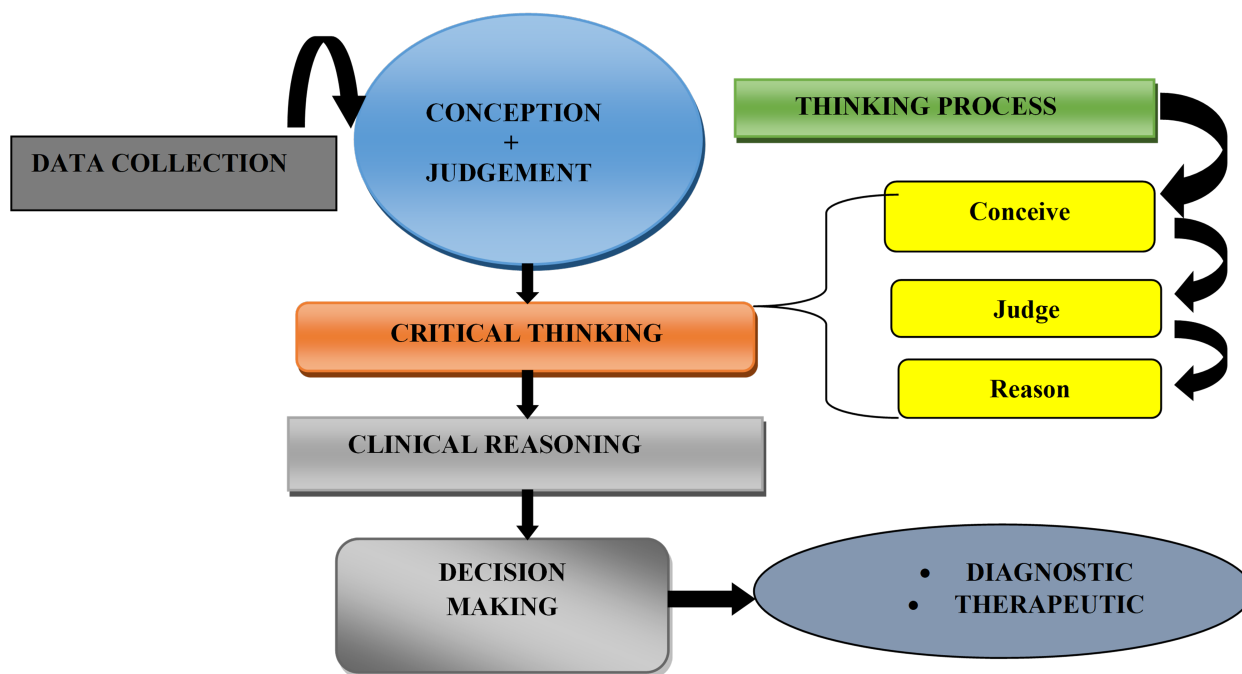 DATA COLLECTION
CONCEPTION
+
JUDGEMENT
THINKING PROCESS
Conceive
Judge
Reason
CRITICAL THINKING
CLINICAL REASONING
DECISION
MAKING
• DIAGNOSTIC
• THERAPEUTIC